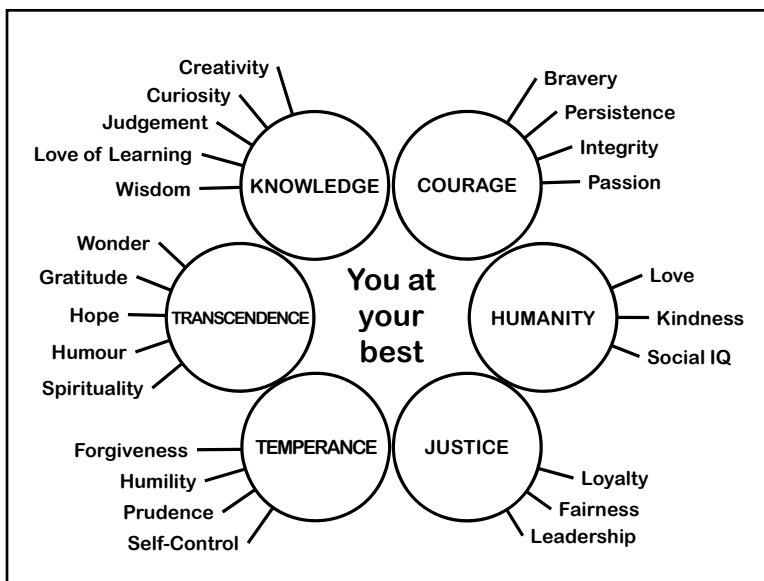 Creativity
Curiosity
Judgement
Love of Learning
Wisdom
KNOWLEDGE
Bravery
Persistence
Integrity
Passion
COURAGE
Wonder
Gratitude
Hope
Humour
Spirituality
TRANSCENDENCE
You at
your
best
HUMANITY
Love
Kindness
Social IQ
Forgiveness
Humility
Prudence
Self-Control
TEMPERANCE
JUSTICE
Loyalty
Fairness
Leadership